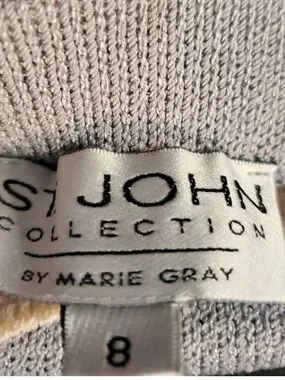 ST JOHN
COLLECTION
BY MARIE GRAY
8